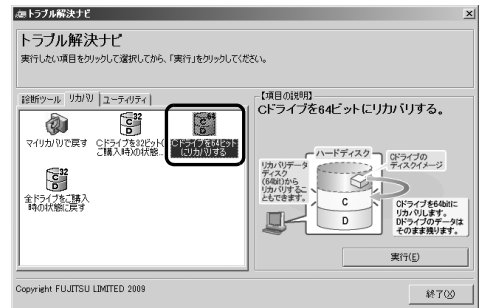 トラブル解決ナビ
トラブル解決ナビ
実行したい項目をクリックして選択してから、「実行」をクリックしてください。
診断ツール
リカバリ
ユーティリティ
マイリカバリで戻す
32
C
D
Cドライブを32ビット(
ご購入時)の状態...
64
C
D
Cドライブを64ビット
にリカバリする
32
C
D
全ドライブをご購入
時の状態に戻す
【項目の説明】
Cドライブを64ビットにリカバリする。
ハードディスク
Cドライブの
ディスクイメージ
リカバリデータ
ディスク
(64bit)から
リカバリするこ
ともできます。
C
D
Cドライブを64bitに
リカバリします。
Dドライブのデータは
そのまま残ります。
実行(E)
Copyright FUJITSU LIMITED 2009
終了(X)